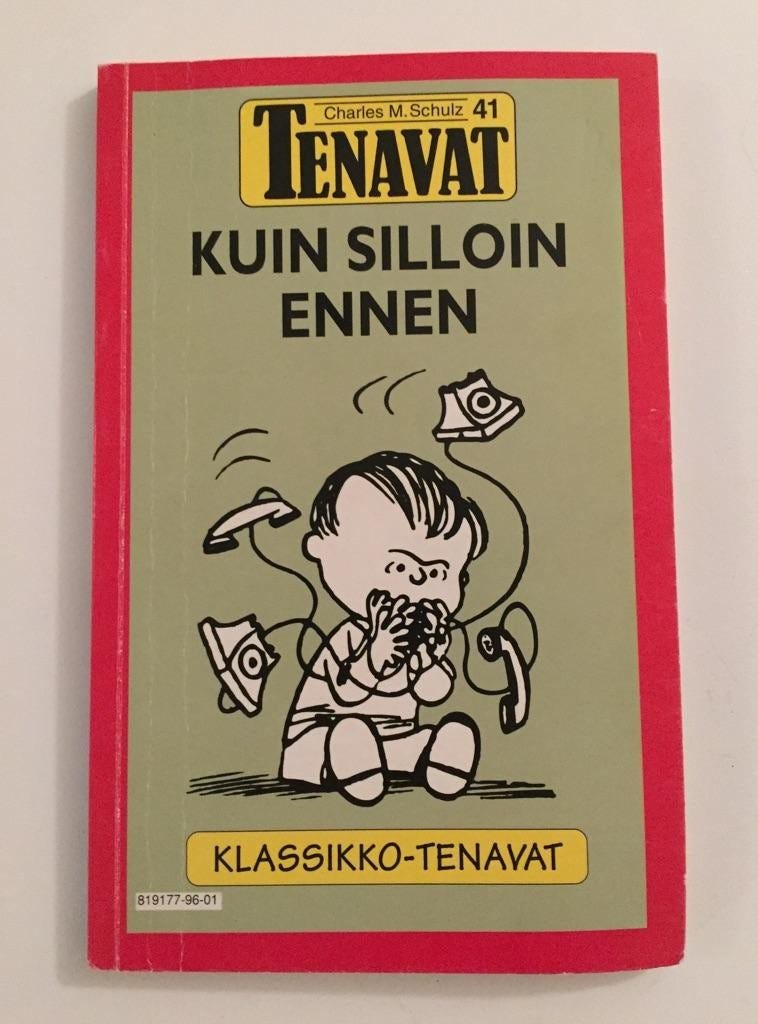 Charles M. Schulz 41
TENAVAT
KUIN SILLOIN
ENNEN
KLASSIKKO-TENAVAT
819177-96-01